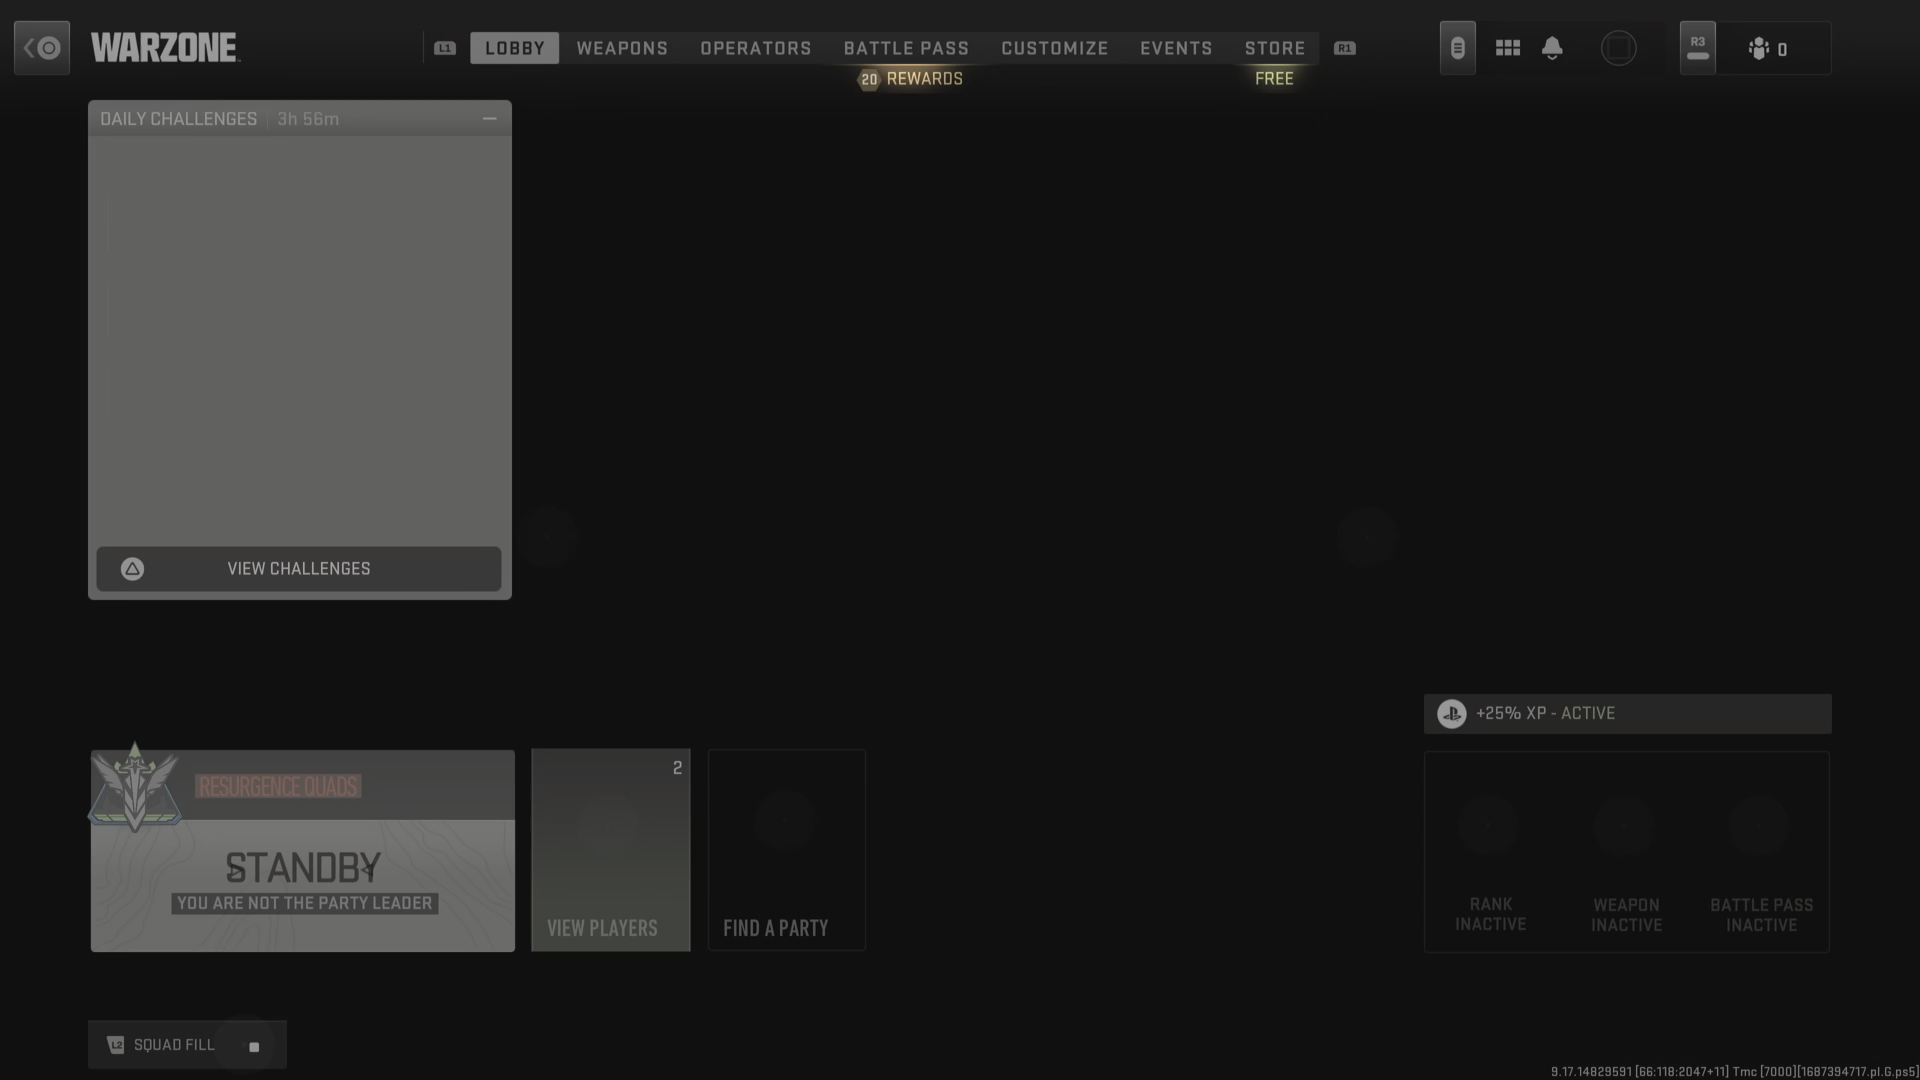 WARZONE
L1
LOBBY
WEAPONS
OPERATORS
BATTLE PASS
CUSTOMIZE
EVENTS
STORE
R1
R3
0
20 REWARDS
FREE
DAILY CHALLENGES
3h 56m
VIEW CHALLENGES
+25% XP - ACTIVE
RESURGENCE QUADS
STANDBY
YOU ARE NOT THE PARTY LEADER
2
VIEW PLAYERS
FIND A PARTY
RANK
INACTIVE
WEAPON
INACTIVE
BATTLE PASS
INACTIVE
L2
SQUAD FILL
9.17.14829591 [66:118:2047+11] Tmc [7000][1687394717.pl.G.ps5]